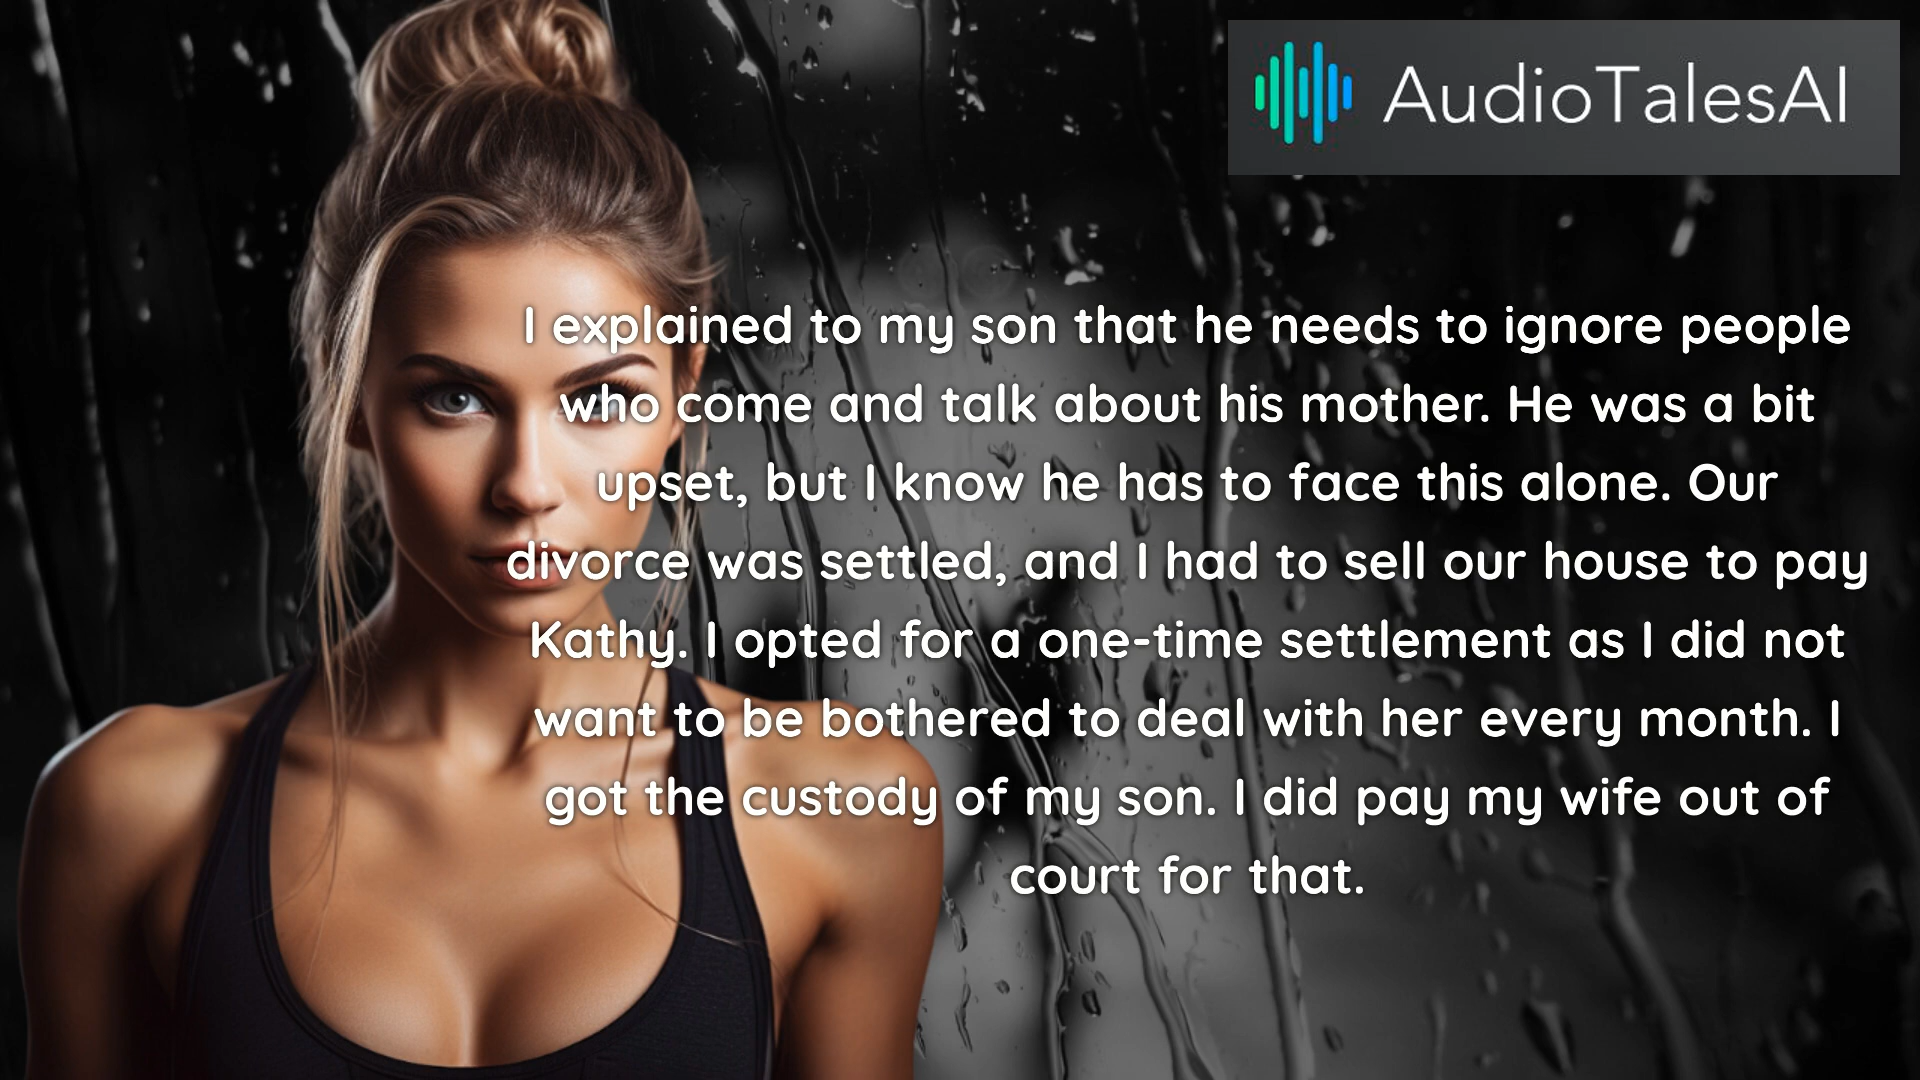 AudioTalesAI
I explained to my son that he needs to ignore people
who come and talk about his mother. He was a bit
upset, but I know he has to face this alone. Our
divorce was settled, and I had to sell our house to pay
Kathy. I opted for a one-time settlement as I did not
want to be bothered to deal with her every month. I
got the custody of my son. I did pay my wife out of
court for that.